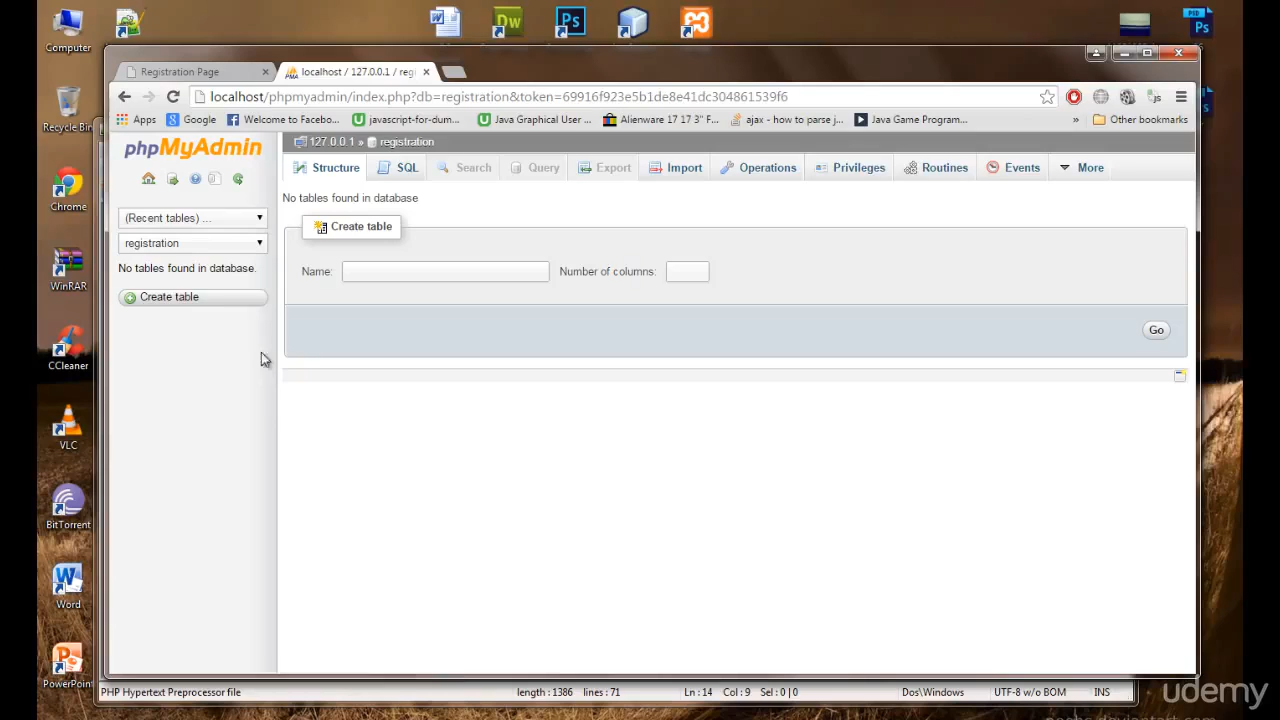 Computer
Recycle Bin
Chrome
WinRAR
CCleaner
VLC
BitTorrent
Word
PowerPoint
Dw
Ps
PSD
Ps
Registration Page
localhost / 127.0.0.1 / regi
localhost/phpmyadmin/index.php?db=registration&token=69916f923e5b1de8e41dc304861539f6
Apps
Google
Welcome to Facebo...
javascript-for-dum...
Java Graphical User ...
Alienware 17 17 3" F...
ajax - how to parse j...
Java Game Program...
»
Other bookmarks
phpMyAdmin
(Recent tables) ...
registration
No tables found in database.
Create table
127.0.0.1 » registration
Structure
SQL
Search
Query
Export
Import
Operations
Privileges
Routines
Events
More
No tables found in database
Create table
Name:
Number of columns:
Go
PHP Hypertext Preprocessor file
length : 1386 lines : 71
Ln : 14 Col : 9 Sel : 0 | 0
Dos\Windows
UTF-8 w/o BOM
INS
udemy